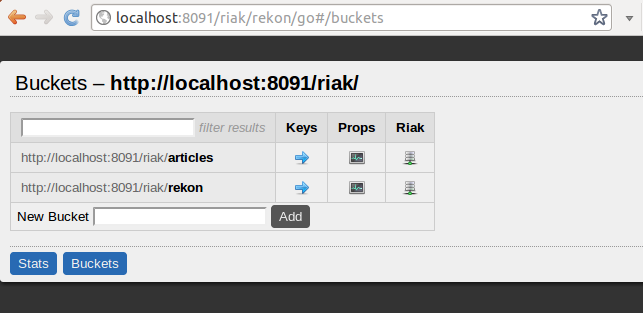 localhost:8091/riak/rekon/go#/buckets
Buckets – http://localhost:8091/riak/
filter results Keys Props Riak
http://localhost:8091/riak/articles
http://localhost:8091/riak/rekon
New Bucket Add
Stats Buckets